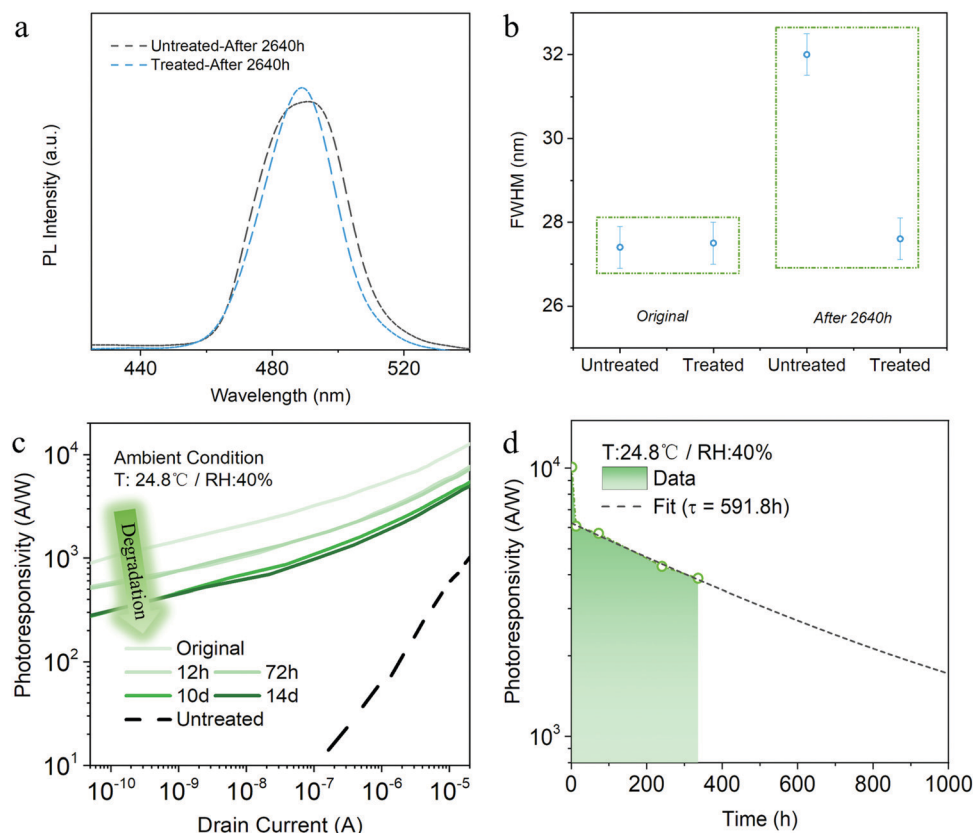 a
Untreated-After 2640h
Treated-After 2640h
PL Intensity (a.u.)
440
480
520
Wavelength (nm)
b
32
30
28
26
FWHM (nm)
Original
After 2640h
Untreated
Treated
Untreated
Treated
c
Ambient Condition
T: 24.8℃ / RH:40%
Degradation
Original
12h
72h
10d
14d
Untreated
Photoresponsivity (A/W)
10⁴
10³
10²
10¹
10⁻¹⁰
10⁻⁹
10⁻⁸
10⁻⁷
10⁻⁶
10⁻⁵
Drain Current (A)
d
T:24.8℃ / RH:40%
Data
Fit (τ = 591.8h)
Photoresponsivity (A/W)
10⁴
10³
0
200
400
600
800
1000
Time (h)